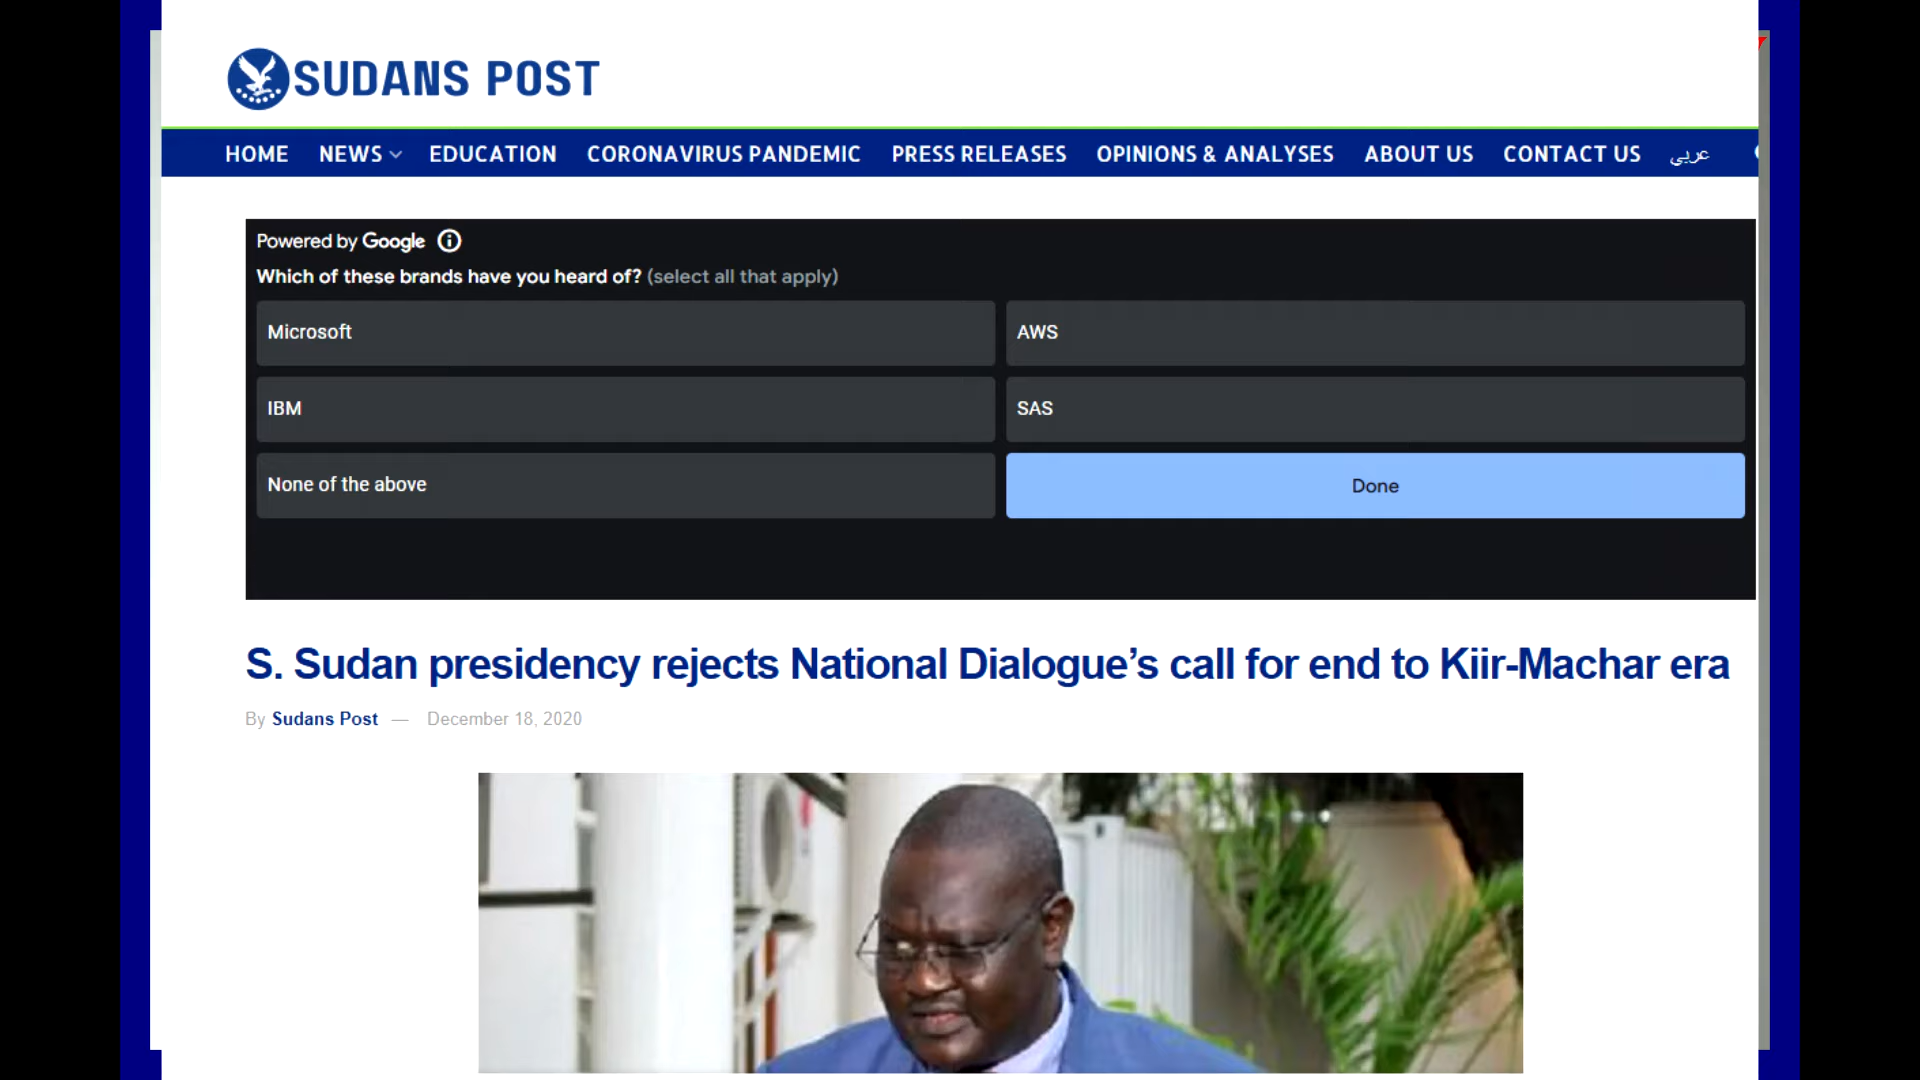 SUDANS POST
HOME NEWS EDUCATION CORONAVIRUS PANDEMIC PRESS RELEASES OPINIONS & ANALYSES ABOUT US CONTACT US عربي
Powered by Google
Which of these brands have you heard of? (select all that apply)
Microsoft AWS
IBM SAS
None of the above Done
S. Sudan presidency rejects National Dialogue’s call for end to Kiir-Machar era
By Sudans Post — December 18, 2020